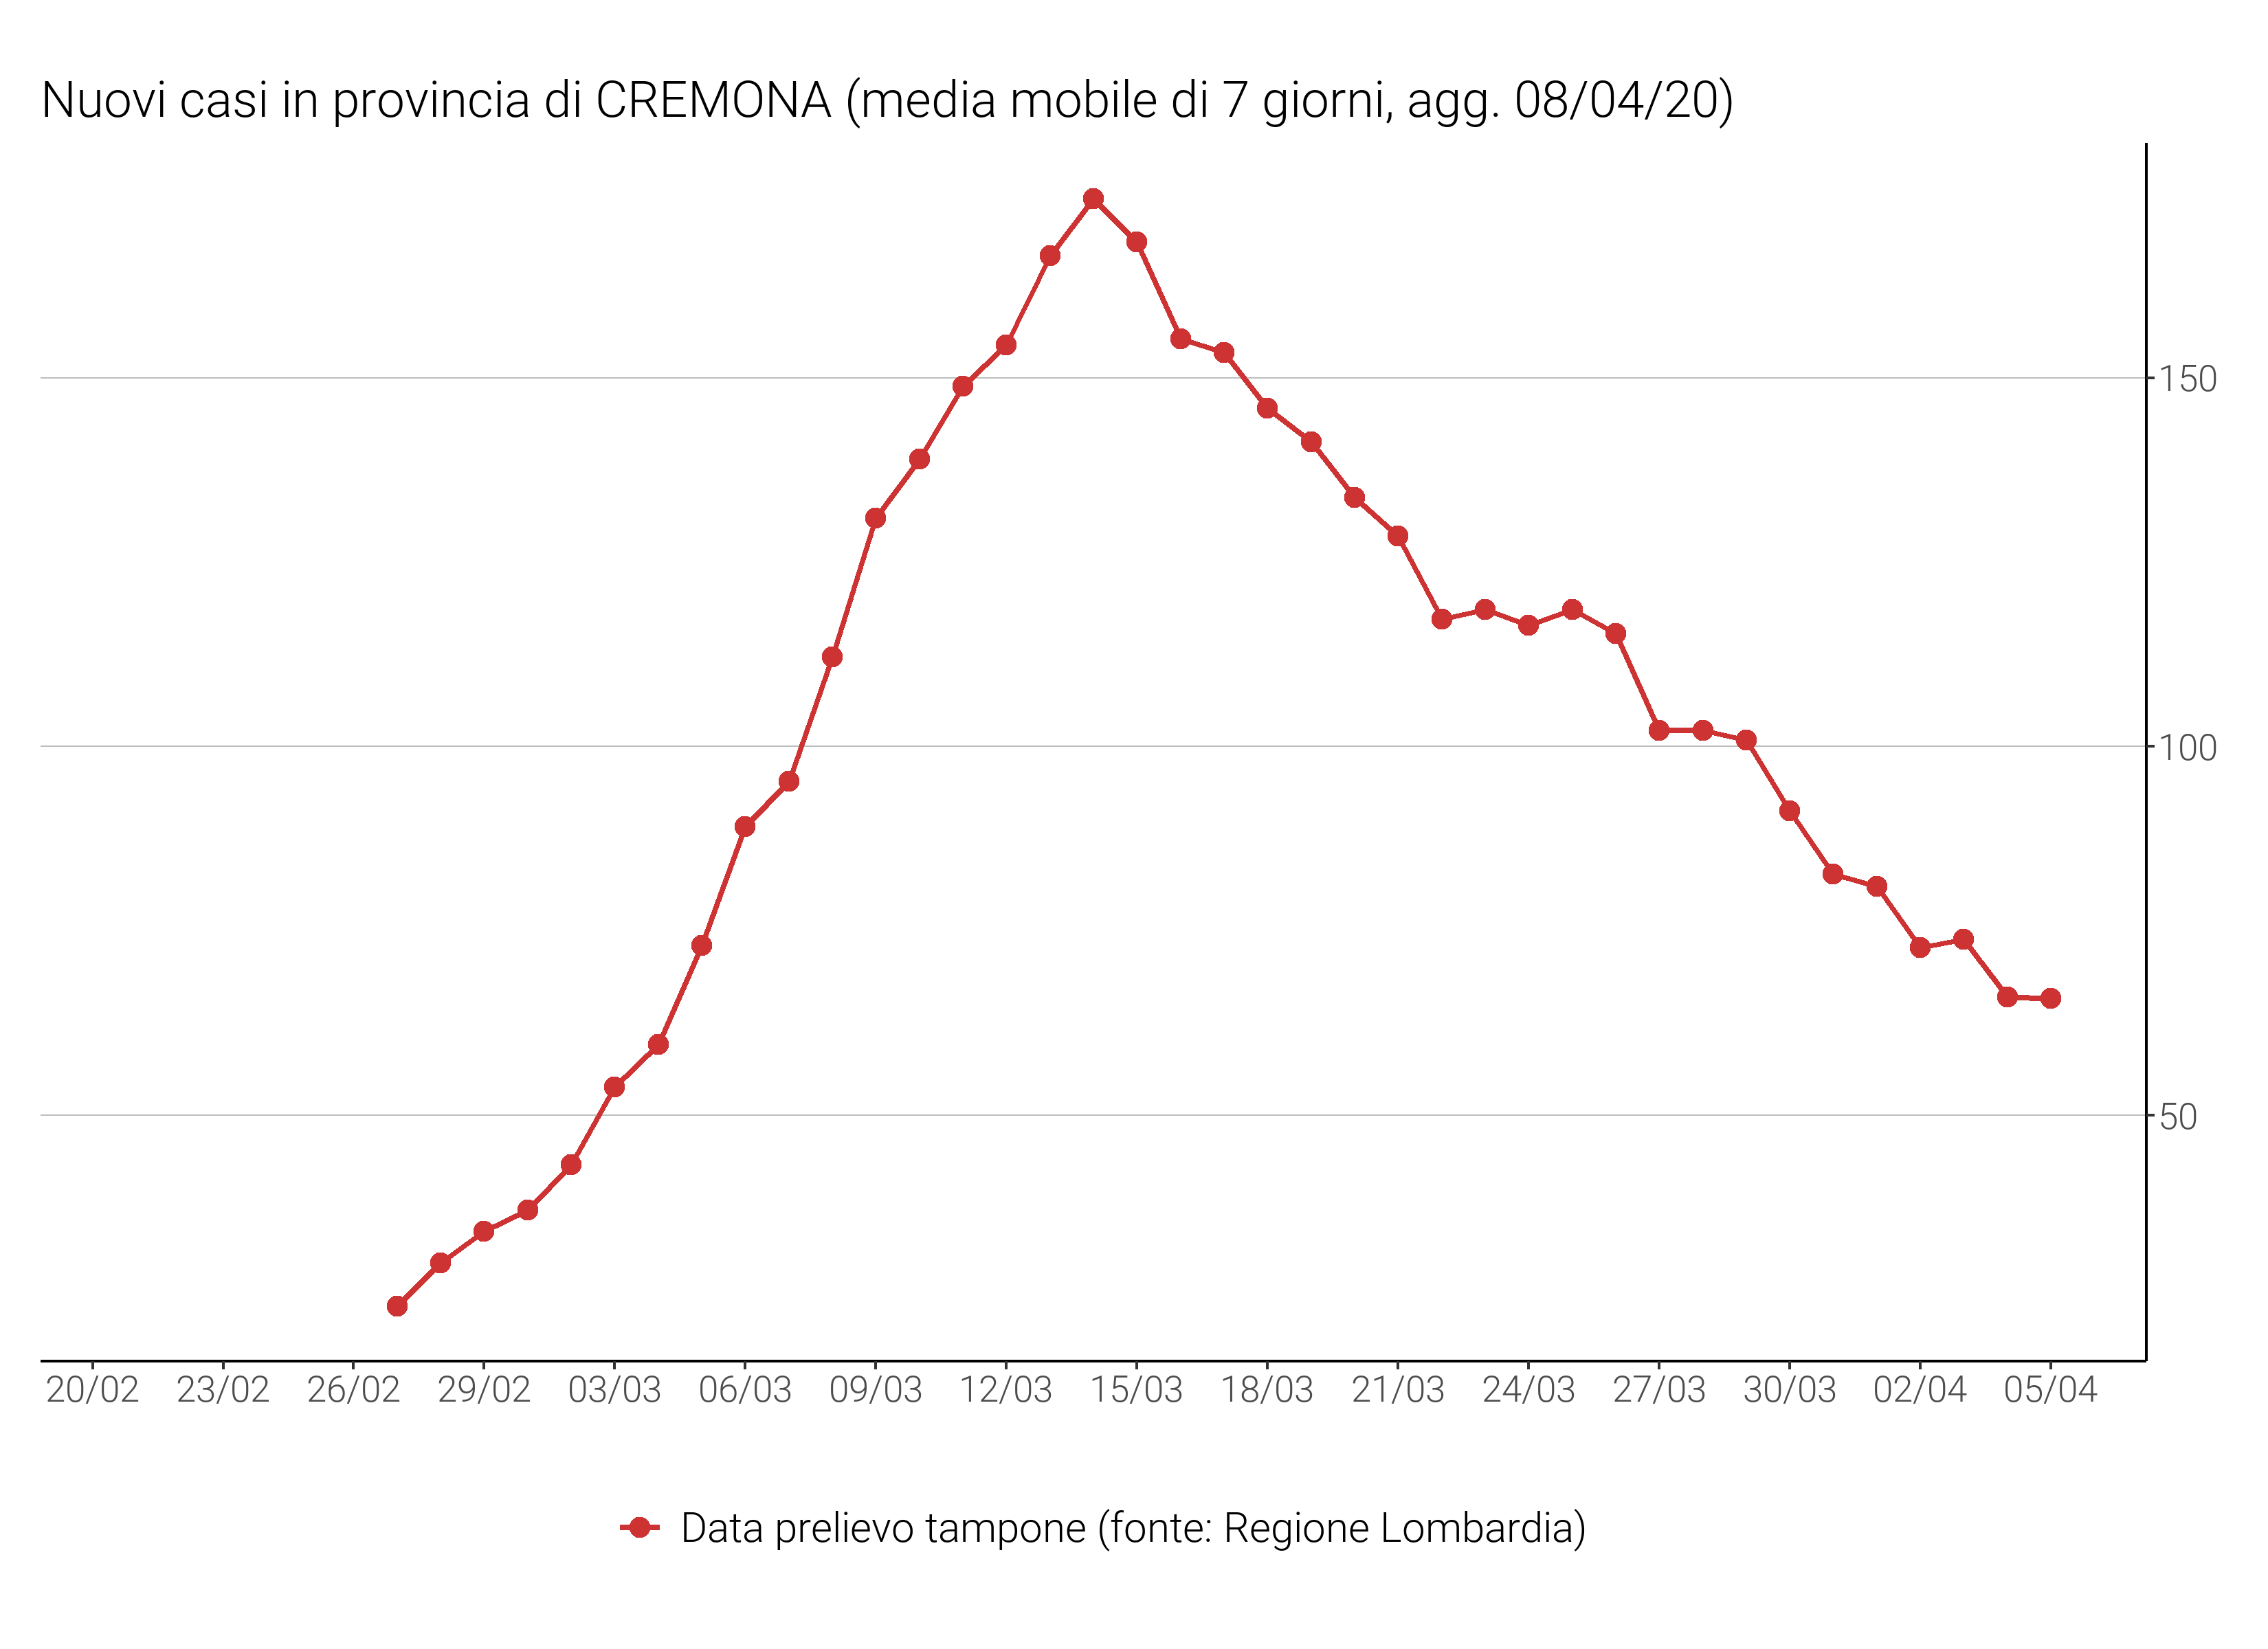 Nuovi casi in provincia di CREMONA (media mobile di 7 giorni, agg. 08/04/20)
150
100
50
20/02 23/02 26/02 29/02 03/03 06/03 09/03 12/03 15/03 18/03 21/03 24/03 27/03 30/03 02/04 05/04
Data prelievo tampone (fonte: Regione Lombardia)